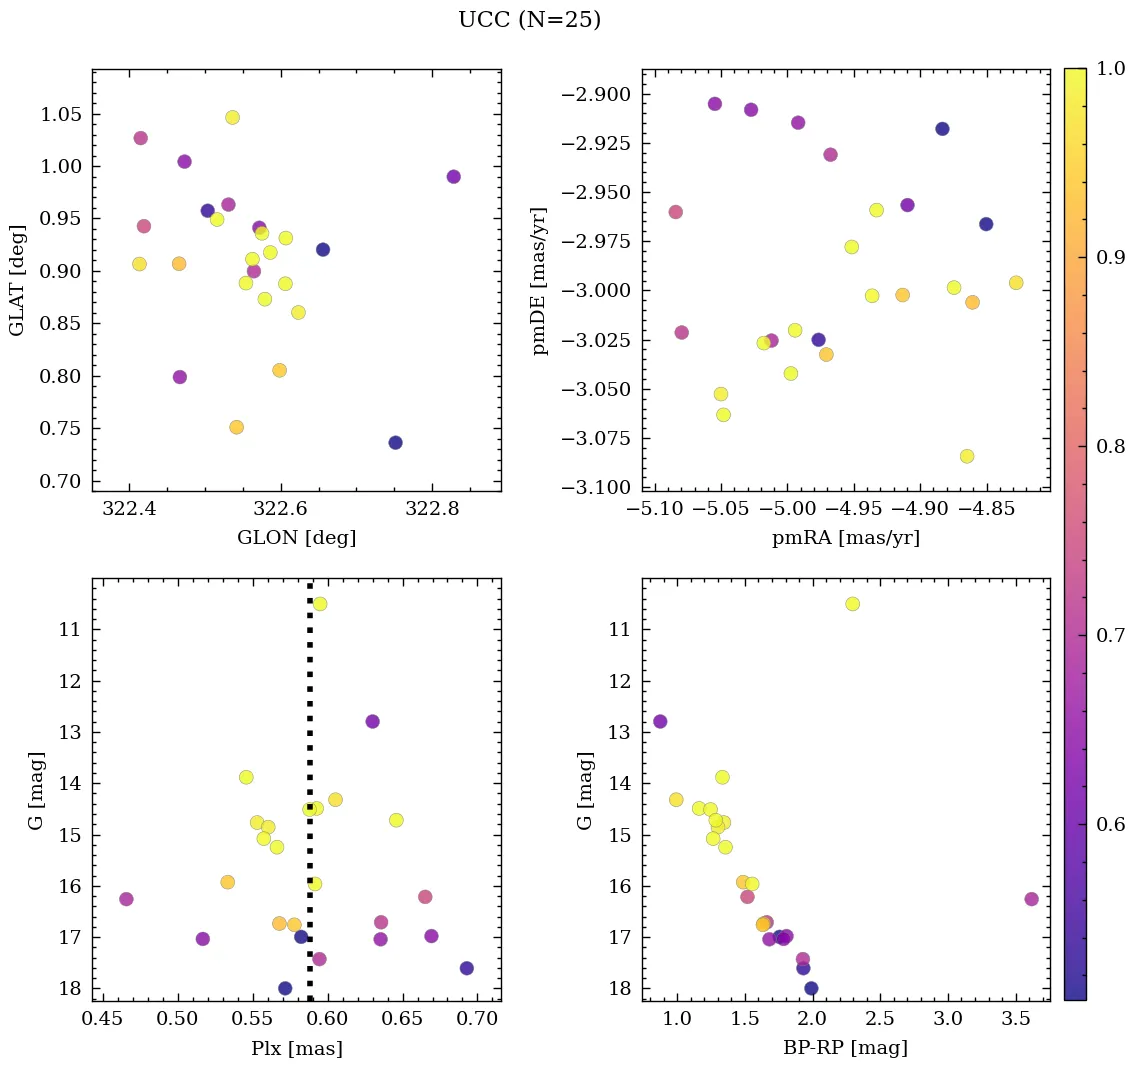 UCC (N=25)
1.05
1.00
0.95
0.90
0.85
0.80
0.75
0.70
GLAT [deg]
322.4 322.6 322.8
GLON [deg]
−2.900
−2.925
−2.950
−2.975
−3.000
−3.025
−3.050
−3.075
−3.100
pmDE [mas/yr]
−5.10 −5.05 −5.00 −4.95 −4.90 −4.85
pmRA [mas/yr]
1.0
0.9
0.8
0.7
0.6
11
12
13
14
15
16
17
18
G [mag]
0.45 0.50 0.55 0.60 0.65 0.70
Plx [mas]
11
12
13
14
15
16
17
18
G [mag]
1.0 1.5 2.0 2.5 3.0 3.5
BP-RP [mag]